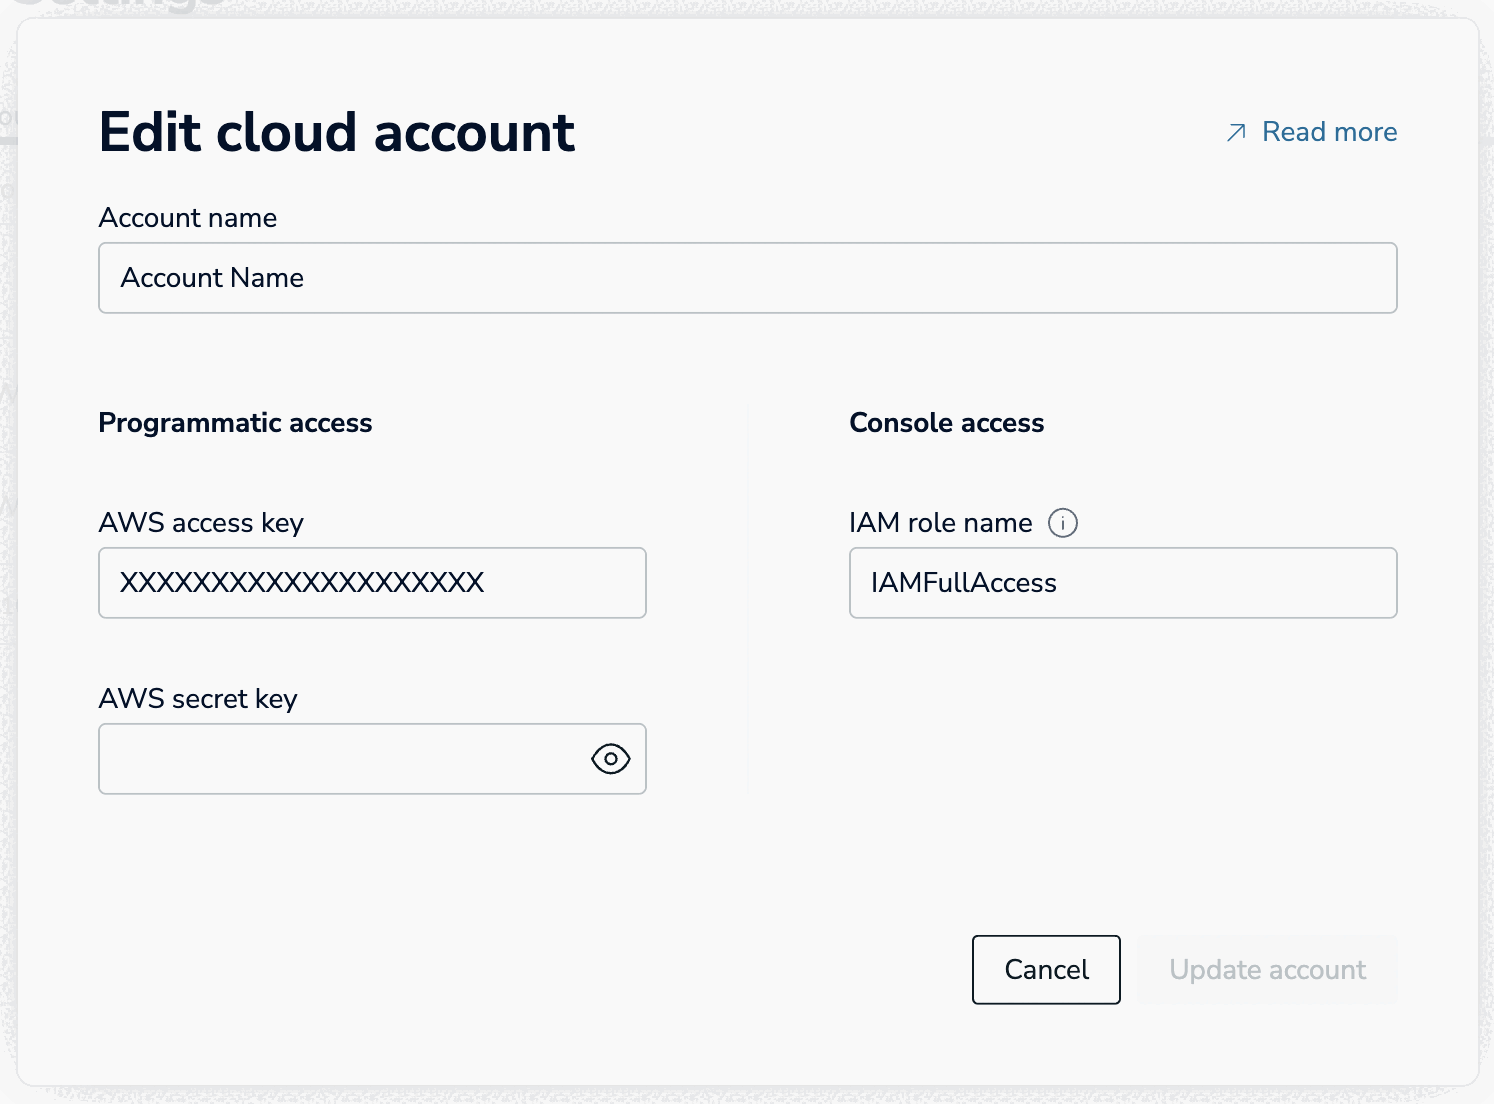 Edit cloud account
Read more
Account name
Account Name
Programmatic access
AWS access key
XXXXXXXXXXXXXXXXXXXX
AWS secret key
Console access
IAM role name
IAMFullAccess
Cancel
Update account